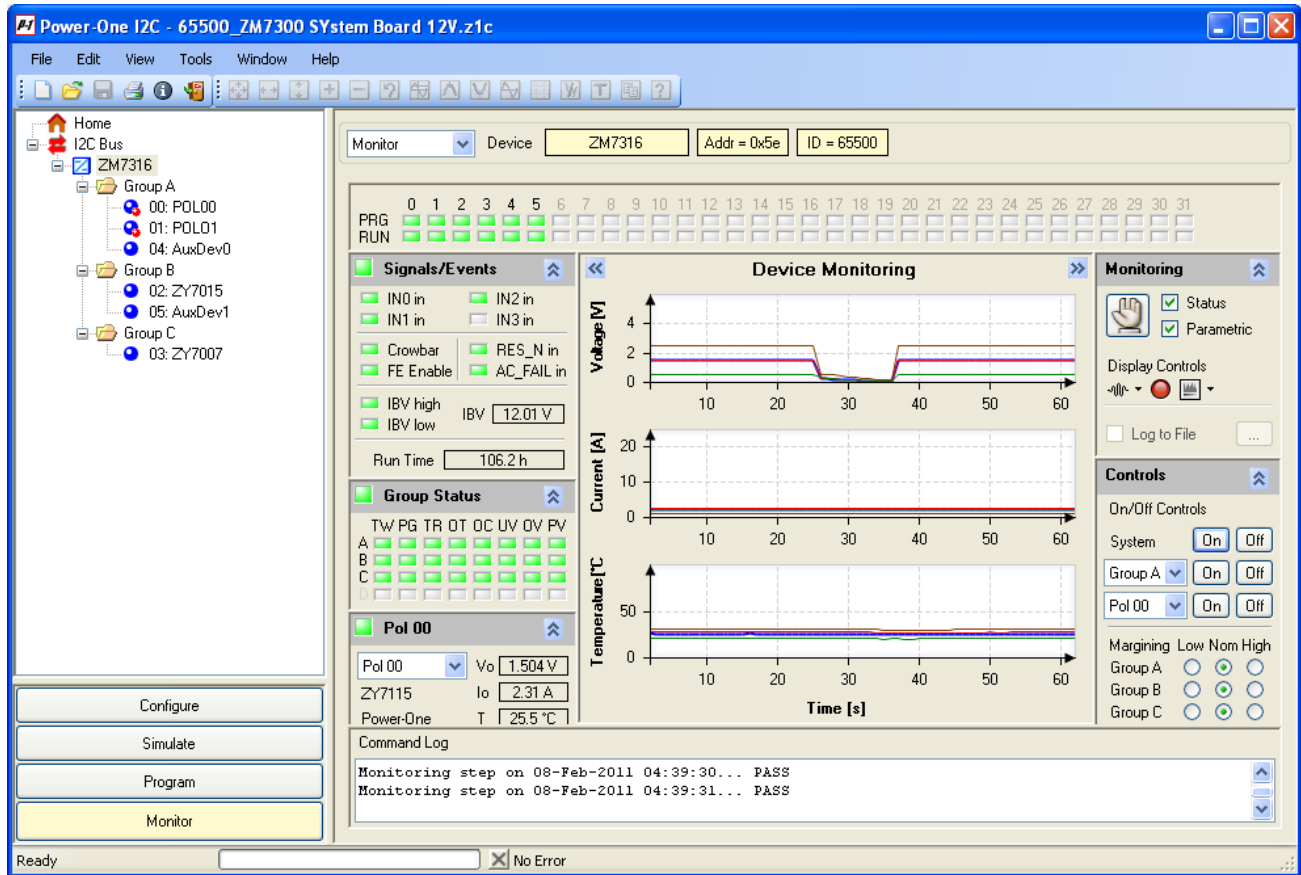 Power-One I2C - 65500_ZM7300 SYstem Board 12V.z1c
File Edit View Tools Window Help
Home
I2C Bus
ZM7316
Group A
00: POL00
01: POL01
04: AuxDev0
Group B
02: ZY7015
05: AuxDev1
Group C
03: ZY7007
Configure
Simulate
Program
Monitor
Monitor Device ZM7316 Addr = 0x5e ID = 65500
0 1 2 3 4 5 6 7 8 9 10 11 12 13 14 15 16 17 18 19 20 21 22 23 24 25 26 27 28 29 30 31
PRG
RUN
Signals/Events
IN0 in IN2 in
IN1 in IN3 in
Crowbar RES_N in
FE Enable AC_FAIL in
IBV high
IBV 12.01 V
IBV low
Run Time 106.2 h
Group Status
TW PG TR OT OC UV OV PV
A
B
C
D
Pol 00
Pol 00 Vo 1.504 V
ZY7115 Io 2.31 A
Power-One T 25.5 °C
Device Monitoring
Voltage [V]
4
2
0
10 20 30 40 50 60
Current [A]
20
10
0
10 20 30 40 50 60
Temperature [°C
50
0
10 20 30 40 50 60
Time [s]
Monitoring
Status
Parametric
Display Controls
Log to File ...
Controls
On/Off Controls
System On Off
Group A On Off
Pol 00 On Off
Margining Low Nom High
Group A
Group B
Group C
Command Log
Monitoring step on 08-Feb-2011 04:39:30... PASS
Monitoring step on 08-Feb-2011 04:39:31... PASS
Ready No Error